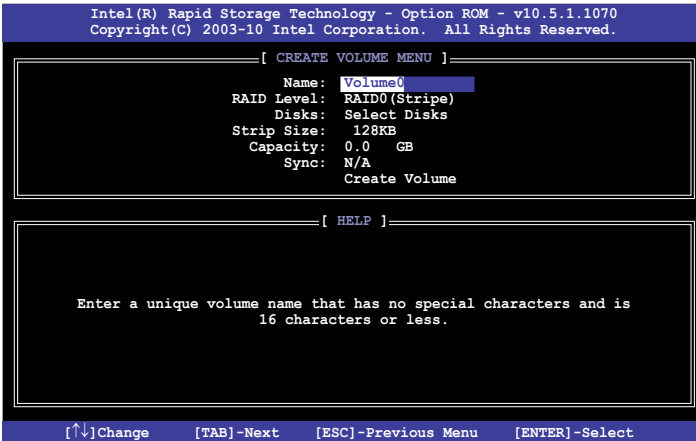 Intel(R) Rapid Storage Technology - Option ROM - v10.5.1.1070
Copyright(C) 2003-10 Intel Corporation.  All Rights Reserved.
[ CREATE VOLUME MENU ]
Name: Volume0
RAID Level: RAID0(Stripe)
Disks: Select Disks
Strip Size: 128KB
Capacity: 0.0 GB
Sync: N/A
Create Volume
[ HELP ]
Enter a unique volume name that has no special characters and is
16 characters or less.
[↑↓]Change [TAB]-Next [ESC]-Previous Menu [ENTER]-Select